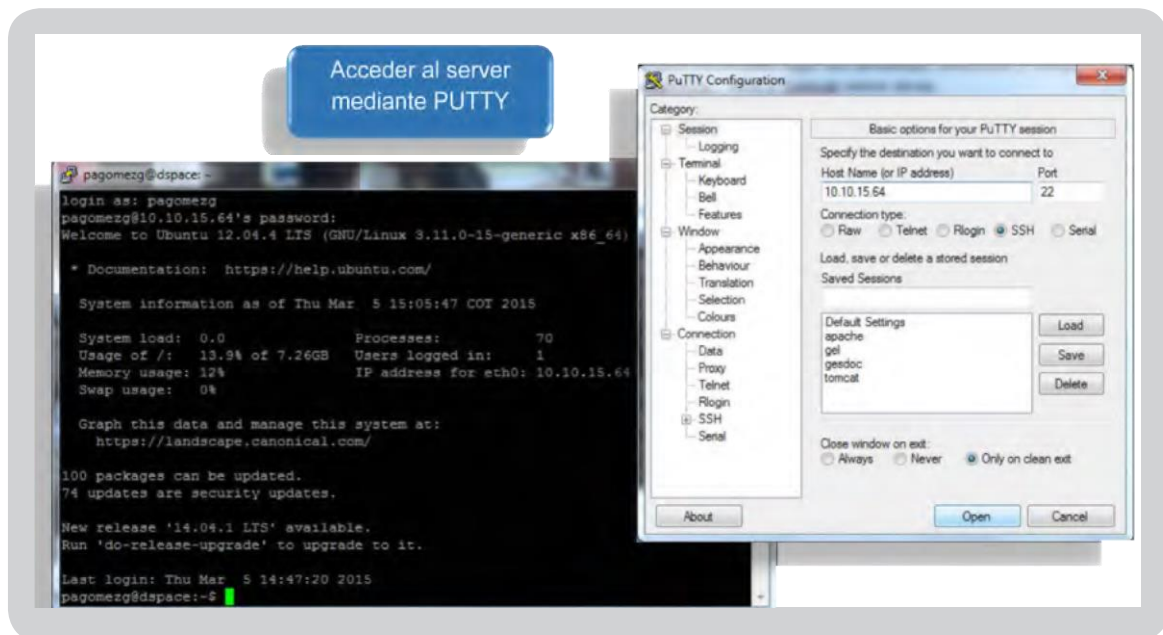 Acceder al server
mediante PUTTY
pagomezg@dspace: ~
login as: pagomezg
pagomezg@10.10.15.64's password:
Welcome to Ubuntu 12.04.4 LTS (GNU/Linux 3.11.0-15-generic x86_64)
* Documentation: https://help.ubuntu.com/
System information as of Thu Mar 5 15:05:47 COT 2015
System load: 0.0 Processes: 70
Usage of /: 13.9% of 7.26GB Users logged in: 1
Memory usage: 12% IP address for eth0: 10.10.15.64
Swap usage: 0%
Graph this data and manage this system at:
https://landscape.canonical.com/
100 packages can be updated.
74 updates are security updates.
New release '14.04.1 LTS' available.
Run 'do-release-upgrade' to upgrade to it.
Last login: Thu Mar 5 14:47:20 2015
pagomezg@dspace:~$
PuTTY Configuration
Category:
Session
Logging
Terminal
Keyboard
Bell
Features
Window
Appearance
Behaviour
Translation
Selection
Colours
Connection
Data
Proxy
Telnet
Rlogin
SSH
Serial
Basic options for your PuTTY session
Specify the destination you want to connect to
Host Name (or IP address) Port
10.10.15.64 22
Connection type:
Raw Telnet Rlogin SSH Serial
Load, save or delete a stored session
Saved Sessions
Default Settings
apache
gel
gesdoc
tomcat
Load
Save
Delete
Close window on exit:
Always Never Only on clean exit
About Open Cancel